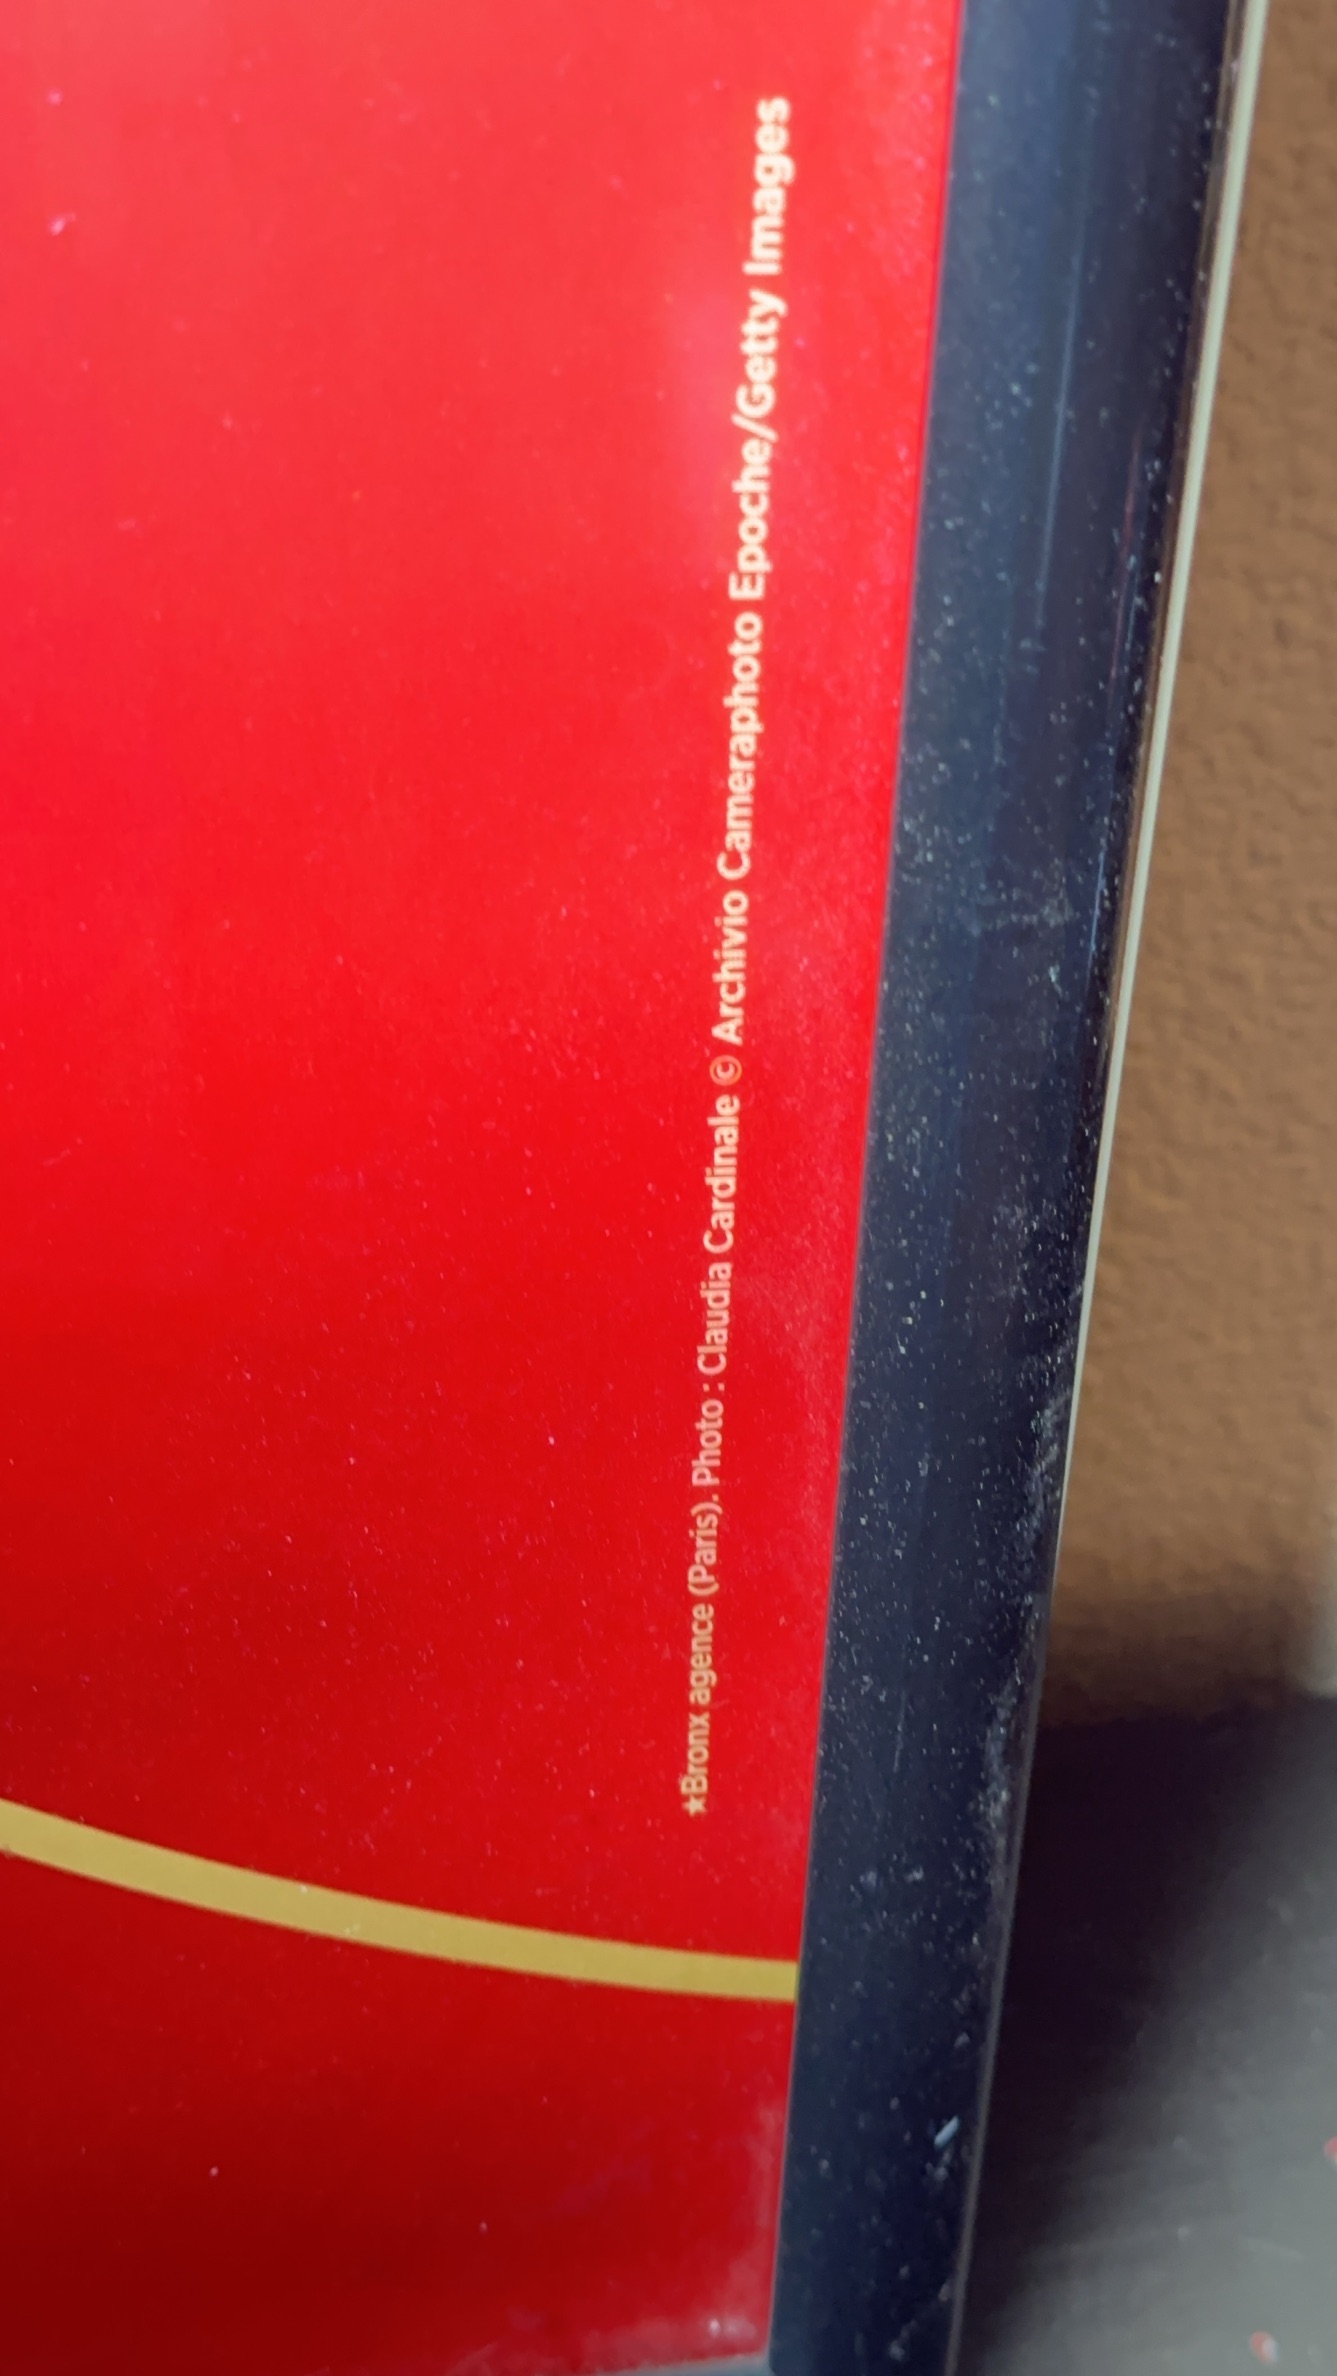 ★Bronx agence (Paris). Photo : Claudia Cardinale © Archivio Cameraphoto Epoche/Getty Images